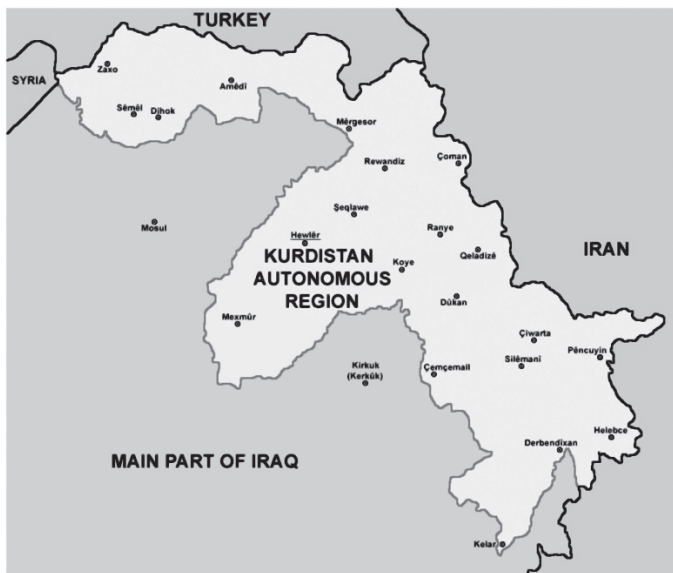 TURKEY
SYRIA
Zaxo
Amêdî
Sêmêl
Dihok
Mêrgesor
Rewandiz
Çoman
Şeqlawe
Mosul
Hewlêr
Ranye
Qeladizê
IRAN
KURDISTAN
AUTONOMOUS
REGION
Koye
Dûkan
Mexmûr
Çiwarta
Pêncuyin
Silêmanî
Kirkuk
(Kerkûk)
Çemçemall
Helebce
Derbendixan
MAIN PART OF IRAQ
Kelar